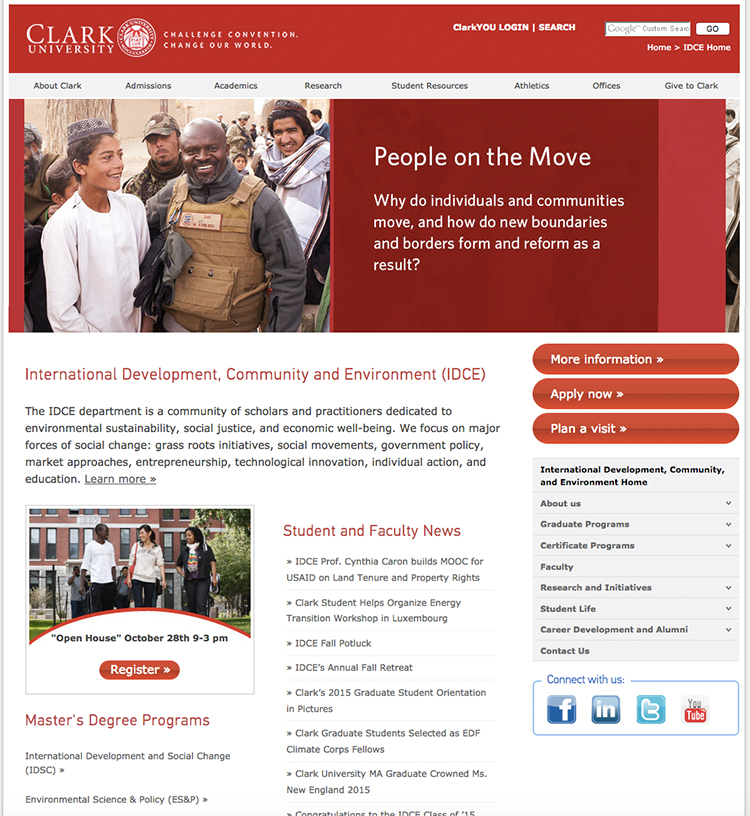 CLARK
UNIVERSITY
CHALLENGE CONVENTION.
CHANGE OUR WORLD.
ClarkYOU LOGIN | SEARCH
Google™ Custom Sear
GO
Home > IDCE Home
About Clark
Admissions
Academics
Research
Student Resources
Athletics
Offices
Give to Clark
People on the Move
Why do individuals and communities
move, and how do new boundaries
and borders form and reform as a
result?
International Development, Community and Environment (IDCE)
The IDCE department is a community of scholars and practitioners dedicated to
environmental sustainability, social justice, and economic well-being. We focus on major
forces of social change: grass roots initiatives, social movements, government policy,
market approaches, entrepreneurship, technological innovation, individual action, and
education. Learn more »
"Open House" October 28th 9-3 pm
Register »
Master's Degree Programs
International Development and Social Change
(IDSC) »
Environmental Science & Policy (ES&P) »
Student and Faculty News
» IDCE Prof. Cynthia Caron builds MOOC for
USAID on Land Tenure and Property Rights
» Clark Student Helps Organize Energy
Transition Workshop in Luxembourg
» IDCE Fall Potluck
» IDCE's Annual Fall Retreat
» Clark's 2015 Graduate Student Orientation
in Pictures
» Clark Graduate Students Selected as EDF
Climate Corps Fellows
» Clark University MA Graduate Crowned Ms.
New England 2015
» Congratulations to the IDCE Class of '15
More information »
Apply now »
Plan a visit »
International Development, Community,
and Environment Home
About us
Graduate Programs
Certificate Programs
Faculty
Research and Initiatives
Student Life
Career Development and Alumni
Contact Us
Connect with us:
f
in
t
You
Tube